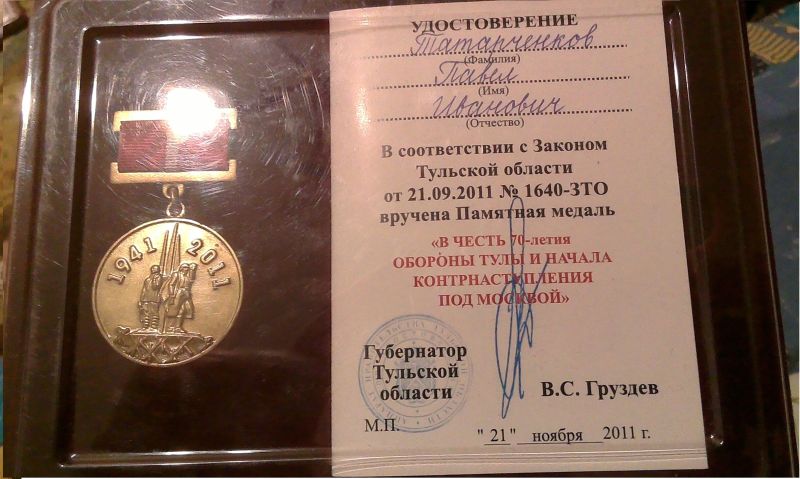 1941 2011
УДОСТОВЕРЕНИЕ
Татарченков
(Фамилия)
Павел
(Имя)
Иванович
(Отчество)
В соответствии с Законом
Тульской области
от 21.09.2011 № 1640-ЗТО
вручена Памятная медаль
«В ЧЕСТЬ 70-летия
ОБОРОНЫ ТУЛЫ И НАЧАЛА
КОНТРНАСТУПЛЕНИЯ
ПОД МОСКВОЙ»
Губернатор
Тульской
области
В.С. Груздев
М.П.
"21" ноября 2011 г.